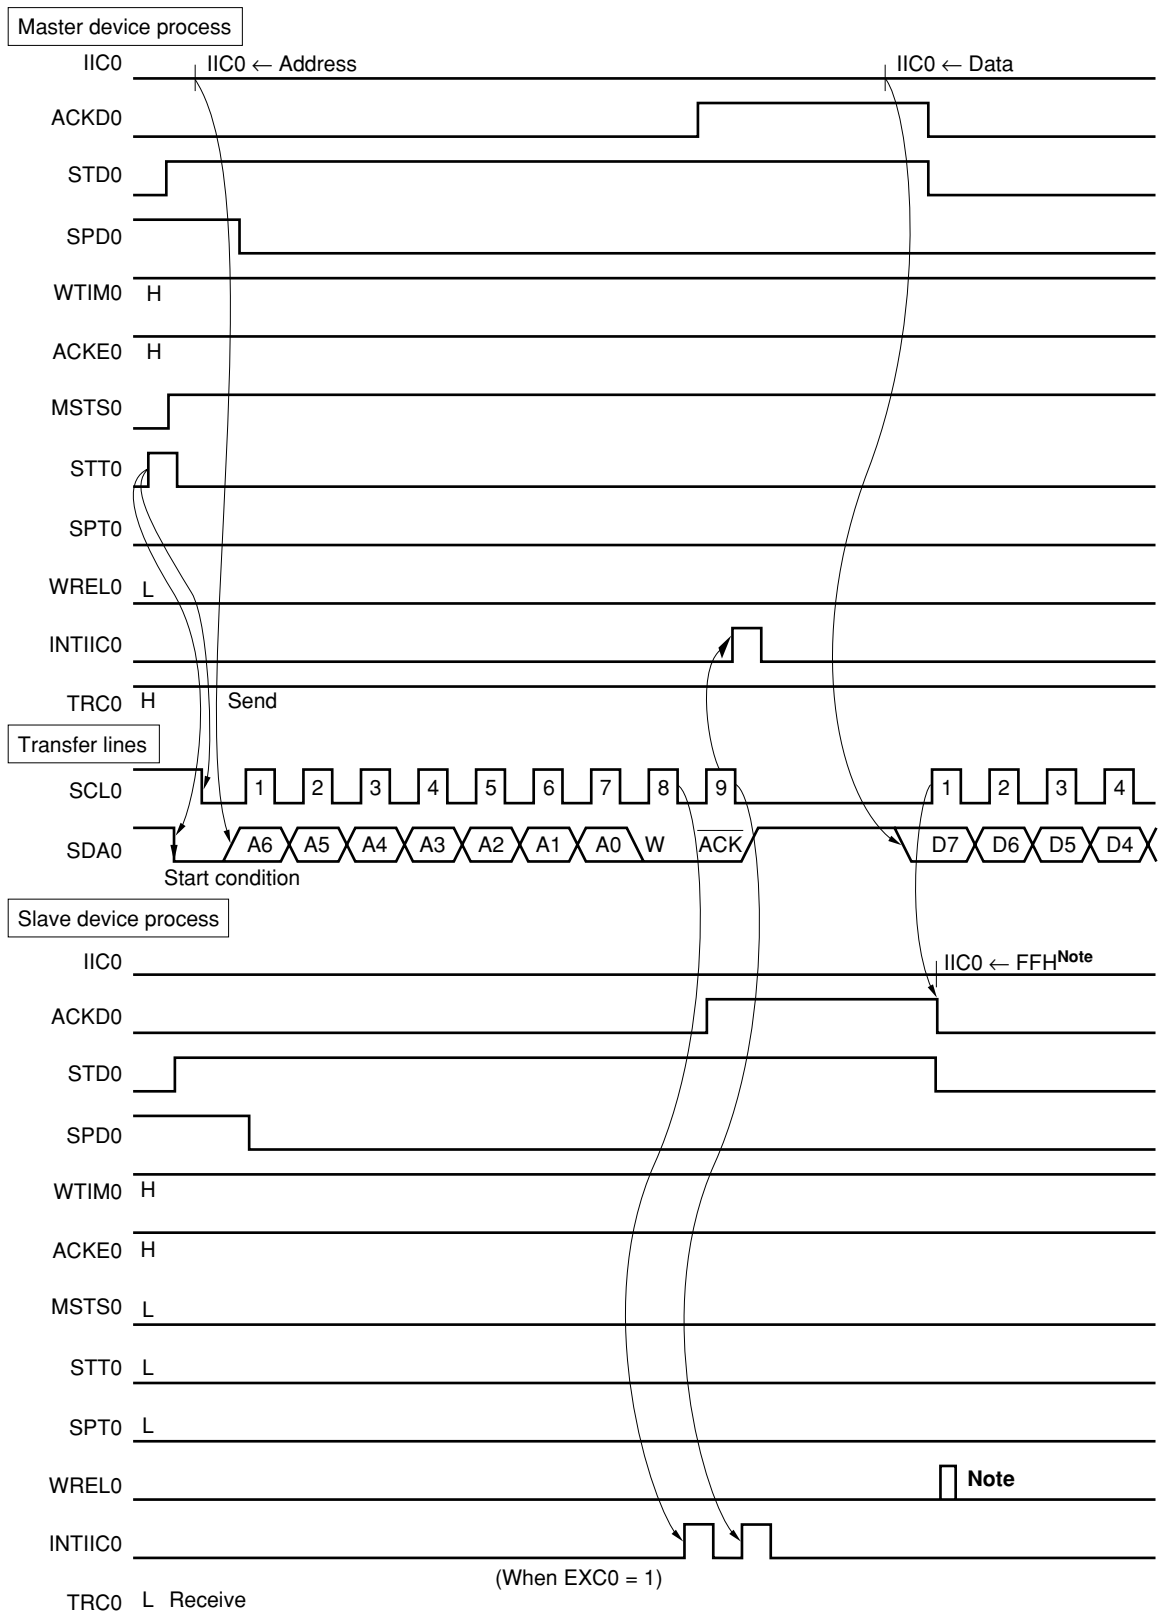 Master device process
IIC0 IIC0 ← Address IIC0 ← Data
ACKD0
STD0
SPD0
WTIM0 H
ACKE0 H
MSTS0
STT0
SPT0
WREL0 L
INTIIC0
TRC0 H Send
Transfer lines
SCL0 1 2 3 4 5 6 7 8 9 1 2 3 4
SDA0 A6 A5 A4 A3 A2 A1 A0 W ACK D7 D6 D5 D4
Start condition
Slave device process
IIC0 IIC0 ← FFH Note
ACKD0
STD0
SPD0
WTIM0 H
ACKE0 H
MSTS0 L
STT0 L
SPT0 L
WREL0 Note
INTIIC0
(When EXC0 = 1)
TRC0 L Receive